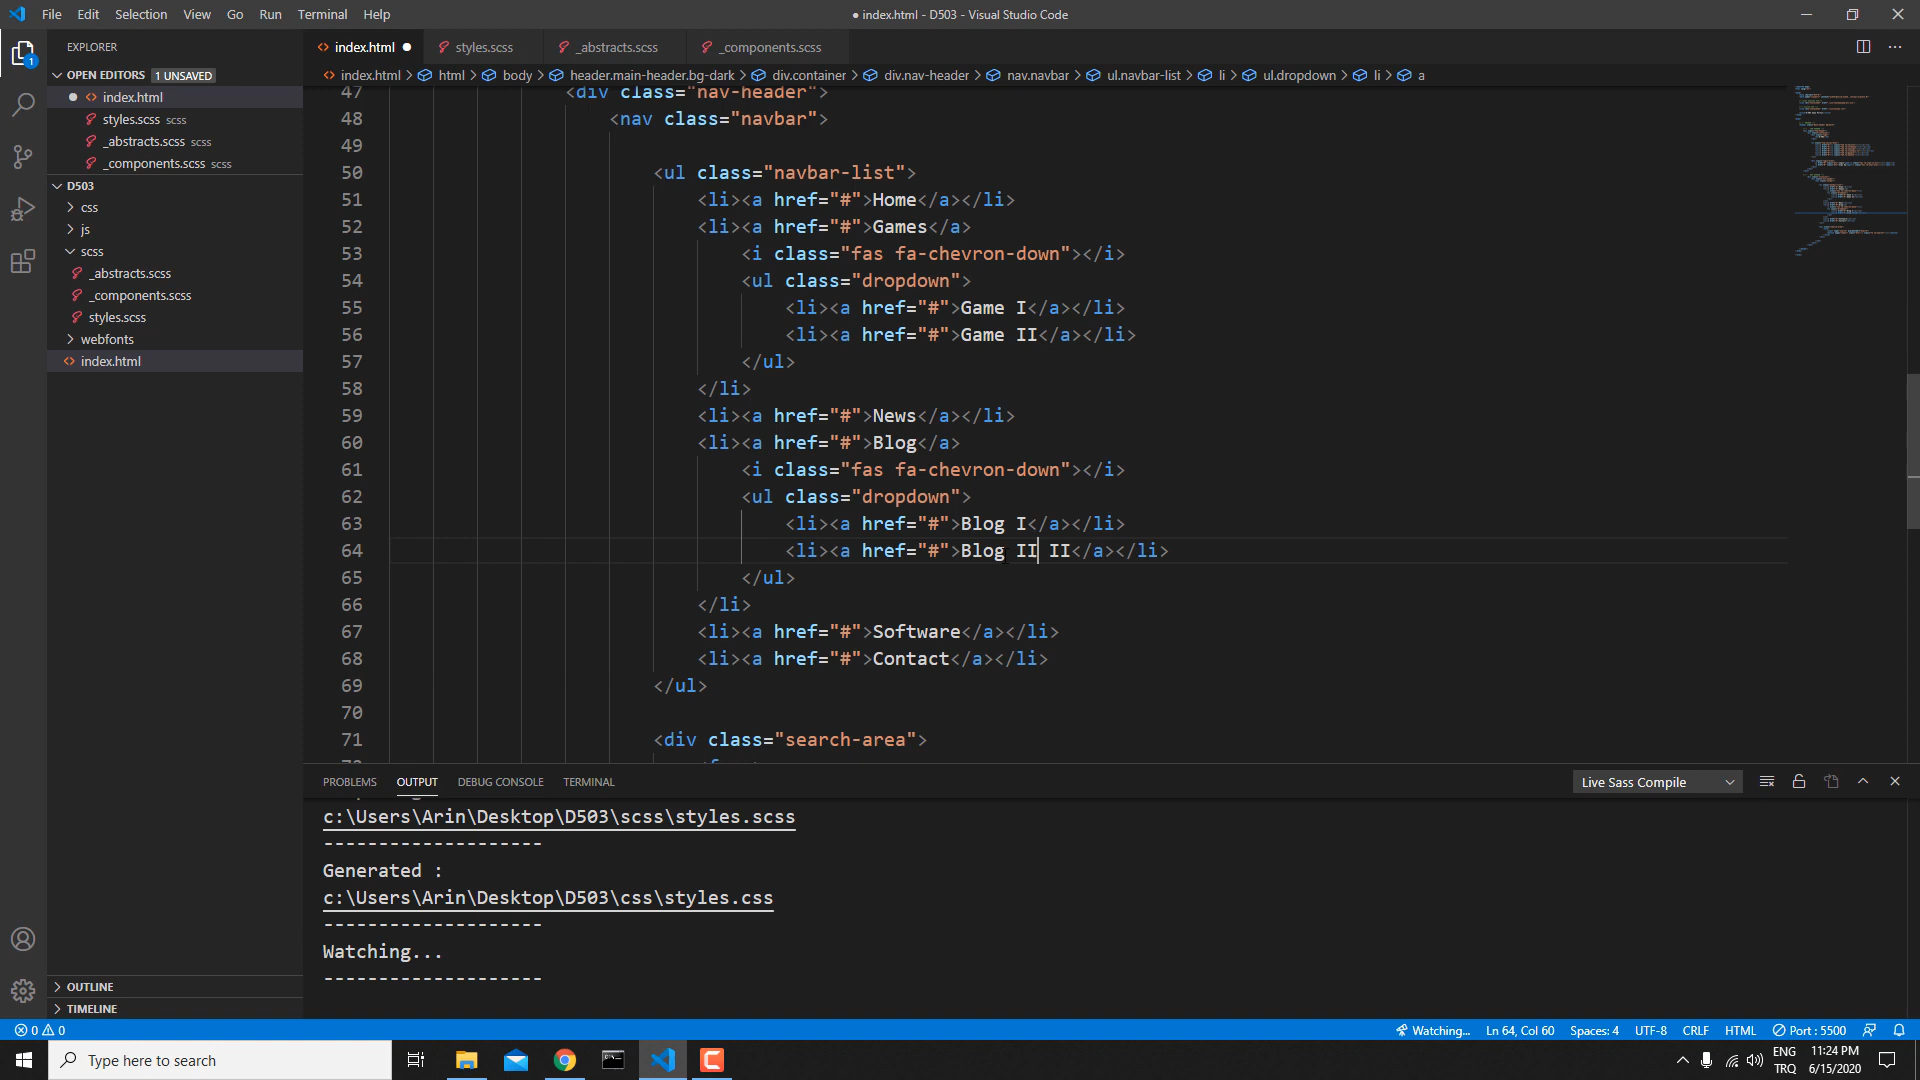 File Edit Selection View Go Run Terminal Help
● index.html - D503 - Visual Studio Code
EXPLORER
index.html ●
styles.scss
_abstracts.scss
_components.scss
OPEN EDITORS 1 UNSAVED
index.html > html > body > header.main-header.bg-dark > div.container > div.nav-header > nav.navbar > ul.navbar-list > li > ul.dropdown > li > a
● index.html
styles.scss scss
_abstracts.scss scss
_components.scss scss
D503
css
js
scss
_abstracts.scss
_components.scss
styles.scss
webfonts
index.html
47 <div class="nav-header">
48 <nav class="navbar">
49
50 <ul class="navbar-list">
51 <li><a href="#">Home</a></li>
52 <li><a href="#">Games</a>
53 <i class="fas fa-chevron-down"></i>
54 <ul class="dropdown">
55 <li><a href="#">Game I</a></li>
56 <li><a href="#">Game II</a></li>
57 </ul>
58 </li>
59 <li><a href="#">News</a></li>
60 <li><a href="#">Blog</a>
61 <i class="fas fa-chevron-down"></i>
62 <ul class="dropdown">
63 <li><a href="#">Blog I</a></li>
64 <li><a href="#">Blog II II</a></li>
65 </ul>
66 </li>
67 <li><a href="#">Software</a></li>
68 <li><a href="#">Contact</a></li>
69 </ul>
70
71 <div class="search-area">
PROBLEMS OUTPUT DEBUG CONSOLE TERMINAL
Live Sass Compile
c:\Users\Arin\Desktop\D503\scss\styles.scss
--------------------
Generated :
c:\Users\Arin\Desktop\D503\css\styles.css
--------------------
Watching...
--------------------
OUTLINE
TIMELINE
0 0
Watching... Ln 64, Col 60 Spaces: 4 UTF-8 CRLF HTML Port : 5500
Type here to search
ENG
TRQ
11:24 PM
6/15/2020
1